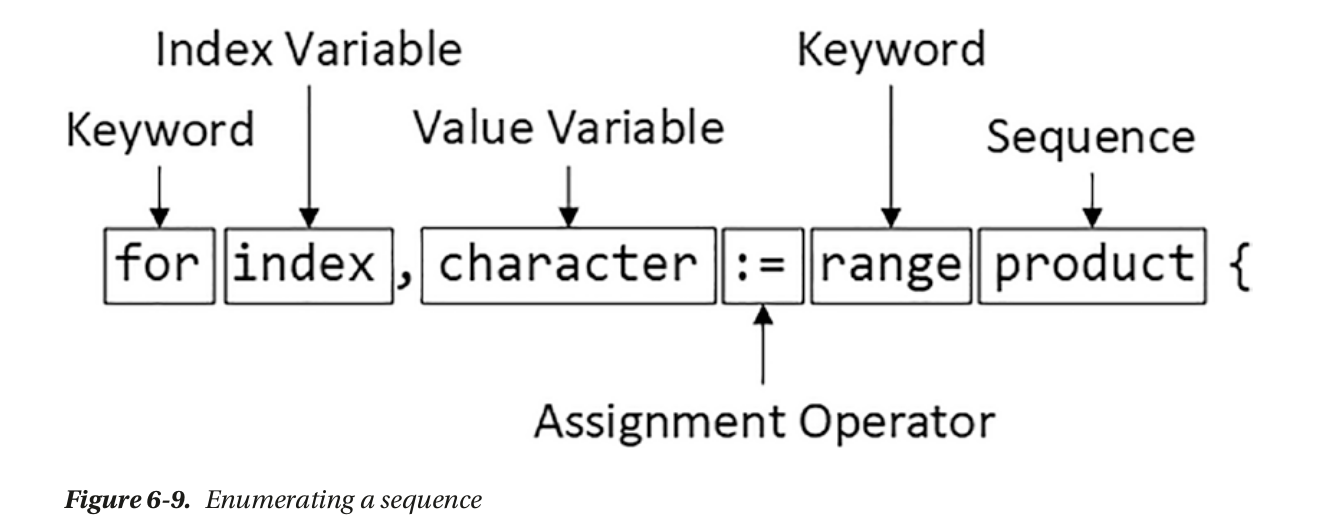 Index Variable
Keyword
Keyword
Value Variable
Sequence
for index, character := range product {
Assignment Operator
Figure 6-9. Enumerating a sequence